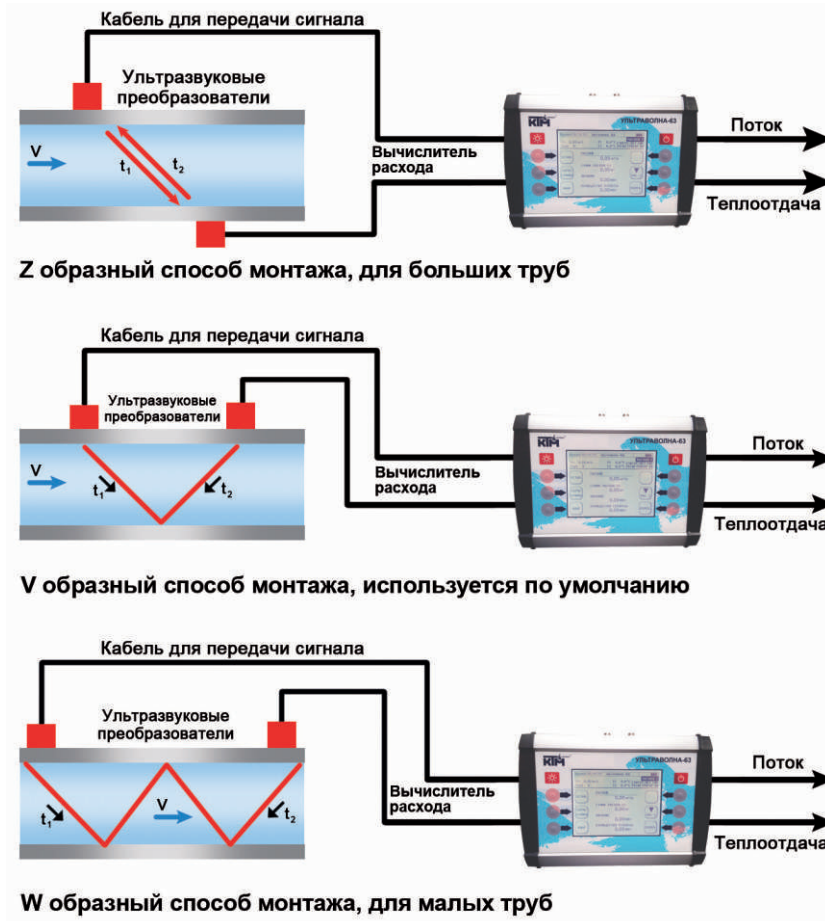 Кабель для передачи сигнала
Ультразвуковые
преобразователи
V
t1
t2
Вычислитель
расхода
КТМ
УЛЬТРАВОЛНА-63
Поток
Теплоотдача
Z образный способ монтажа, для больших труб
Кабель для передачи сигнала
Ультразвуковые
преобразователи
V
t1
t2
Вычислитель
расхода
КТМ
УЛЬТРАВОЛНА-63
Поток
Теплоотдача
V образный способ монтажа, используется по умолчанию
Кабель для передачи сигнала
Ультразвуковые
преобразователи
V
t1
t2
Вычислитель
расхода
КТМ
УЛЬТРАВОЛНА-63
Поток
Теплоотдача
W образный способ монтажа, для малых труб